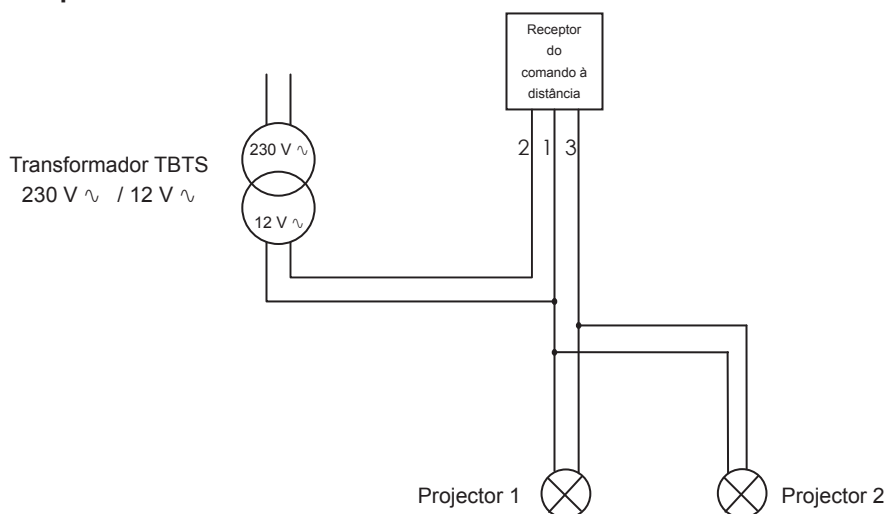 Receptor
do
comando à
distância
2 1 3
230 V ∿
Transformador TBTS
230 V ∿ / 12 V ∿
12 V ∿
Projector 1
Projector 2